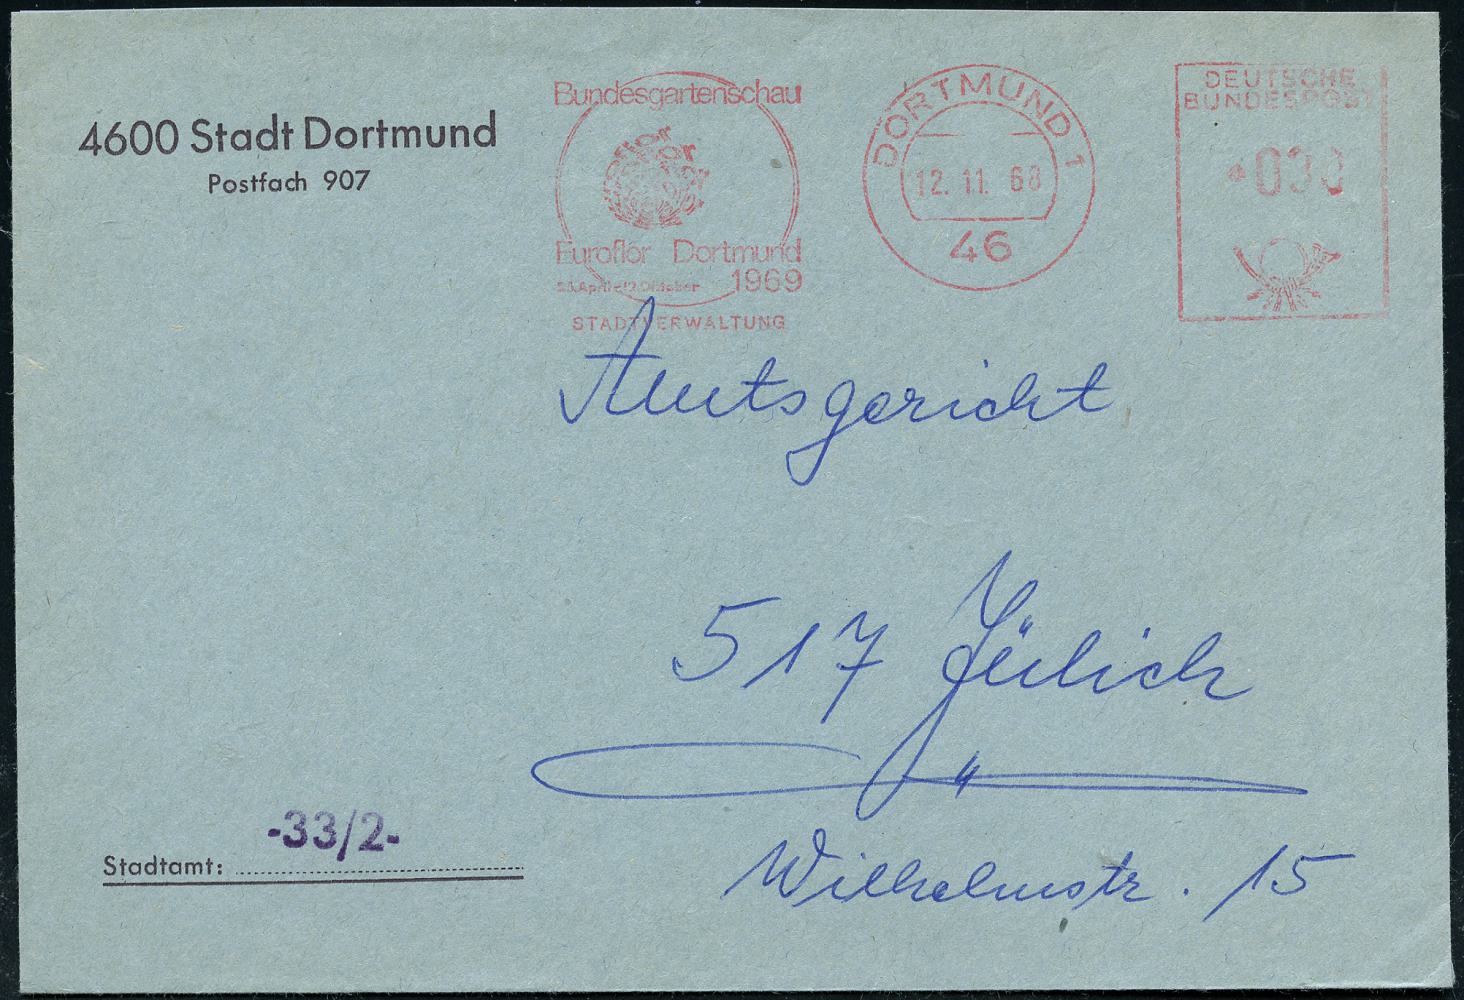 4600 Stadt Dortmund
Postfach 907
Bundesgartenschau
Euroflor Dortmund
1969
STADTVERWALTUNG
DORTMUND 1
12. 11. 68
46
DEUTSCHE
BUNDESPOST
Amtsgericht
517 Jülich
Wilhelmstr. 15
-33/2-
Stadtamt: